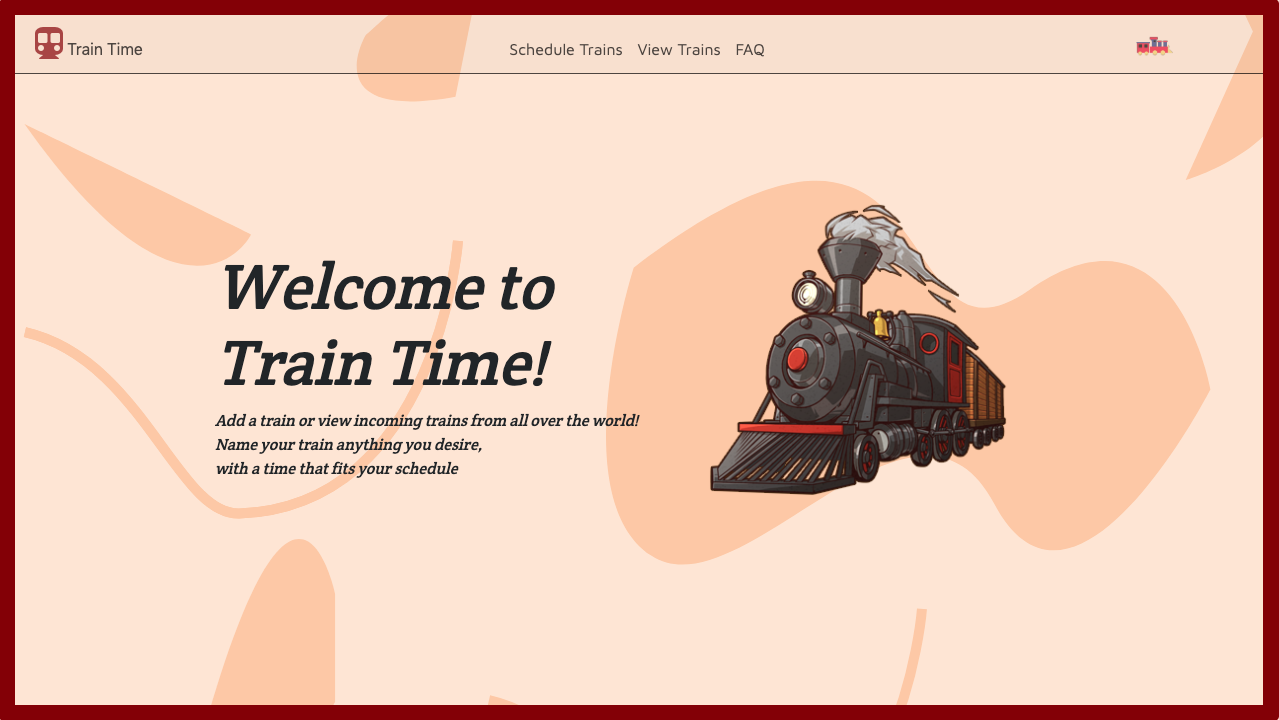 Train Time
Schedule Trains View Trains FAQ
Welcome to
Train Time!
Add a train or view incoming trains from all over the world!
Name your train anything you desire,
with a time that fits your schedule